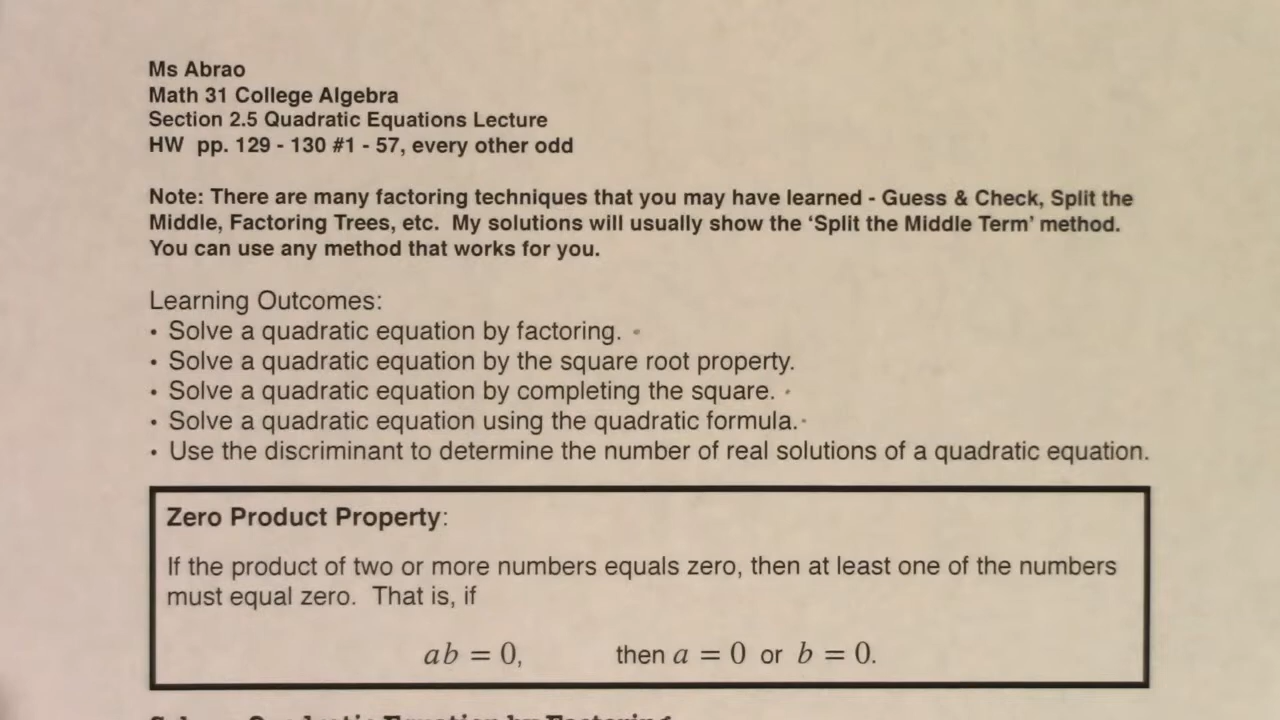 Ms Abrao
Math 31 College Algebra
Section 2.5 Quadratic Equations Lecture
HW pp. 129 - 130 #1 - 57, every other odd
Note: There are many factoring techniques that you may have learned - Guess & Check, Split the
Middle, Factoring Trees, etc. My solutions will usually show the ‘Split the Middle Term’ method.
You can use any method that works for you.
Learning Outcomes:
• Solve a quadratic equation by factoring.
• Solve a quadratic equation by the square root property.
• Solve a quadratic equation by completing the square.
• Solve a quadratic equation using the quadratic formula.
• Use the discriminant to determine the number of real solutions of a quadratic equation.
Zero Product Property:
If the product of two or more numbers equals zero, then at least one of the numbers
must equal zero. That is, if
ab = 0, then a = 0 or b = 0.